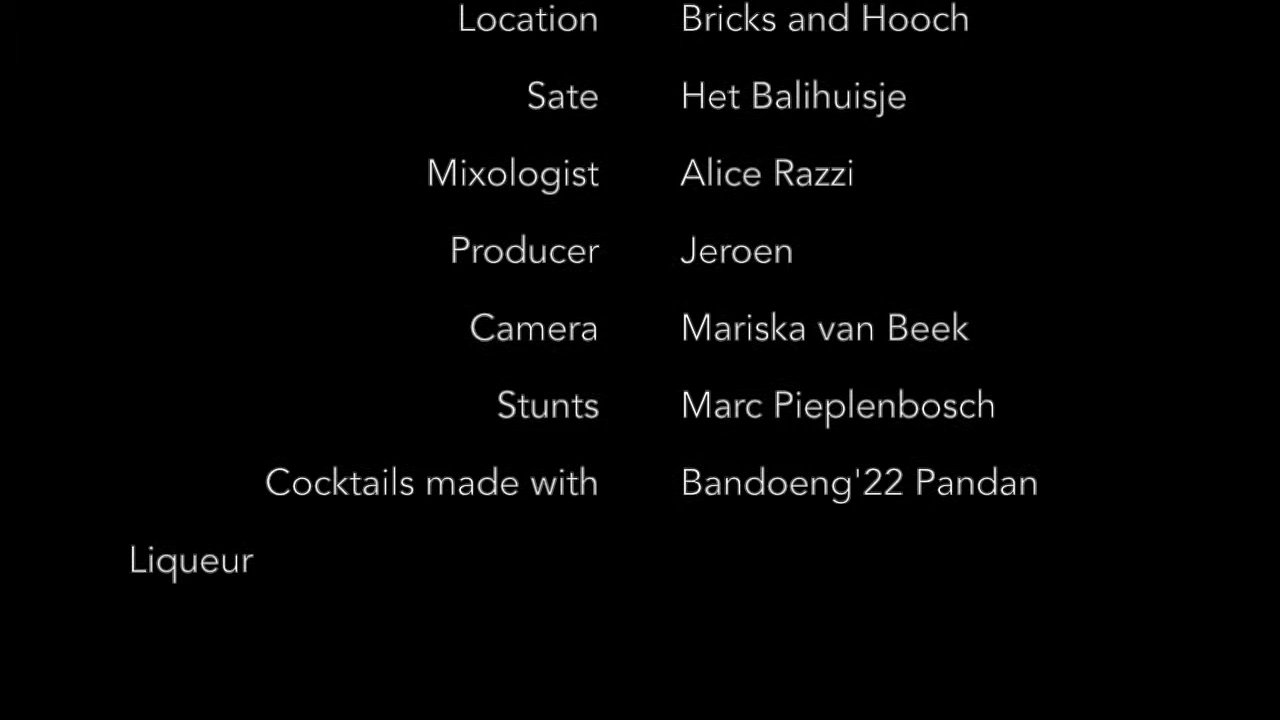 Location Bricks and Hooch
Sate Het Balihuisje
Mixologist Alice Razzi
Producer Jeroen
Camera Mariska van Beek
Stunts Marc Pieplenbosch
Cocktails made with Bandoeng'22 Pandan
Liqueur